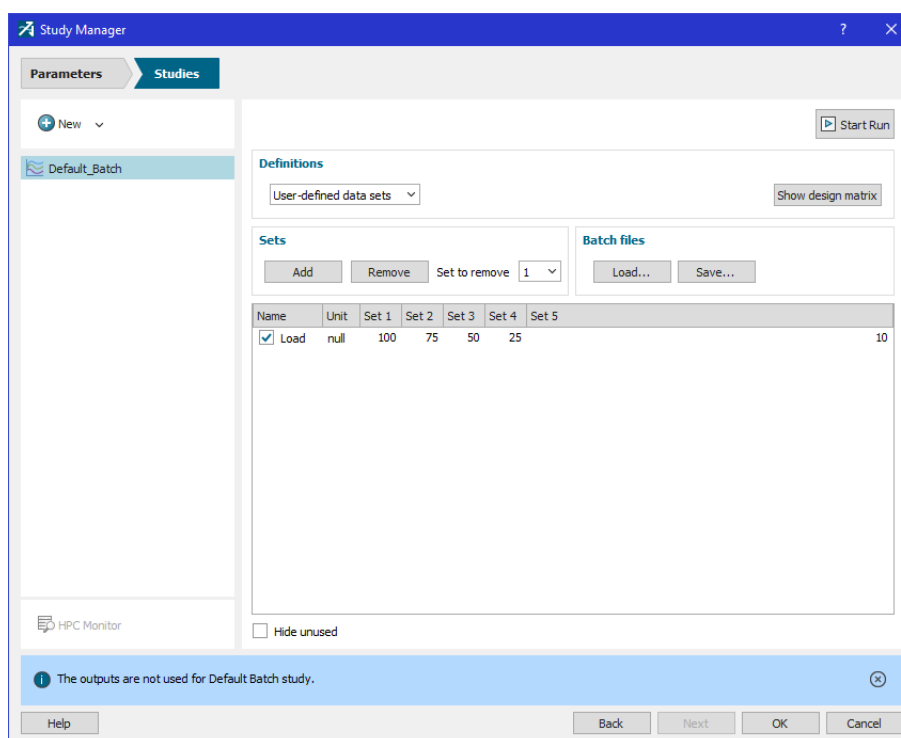 Study Manager
Parameters Studies
New
Start Run
Default_Batch
Definitions
User-defined data sets
Show design matrix
Sets
Add Remove Set to remove 1
Batch files
Load... Save...
Name Unit Set 1 Set 2 Set 3 Set 4 Set 5
Load null 100 75 50 25 10
HPC Monitor
Hide unused
The outputs are not used for Default Batch study.
Help Back Next OK Cancel